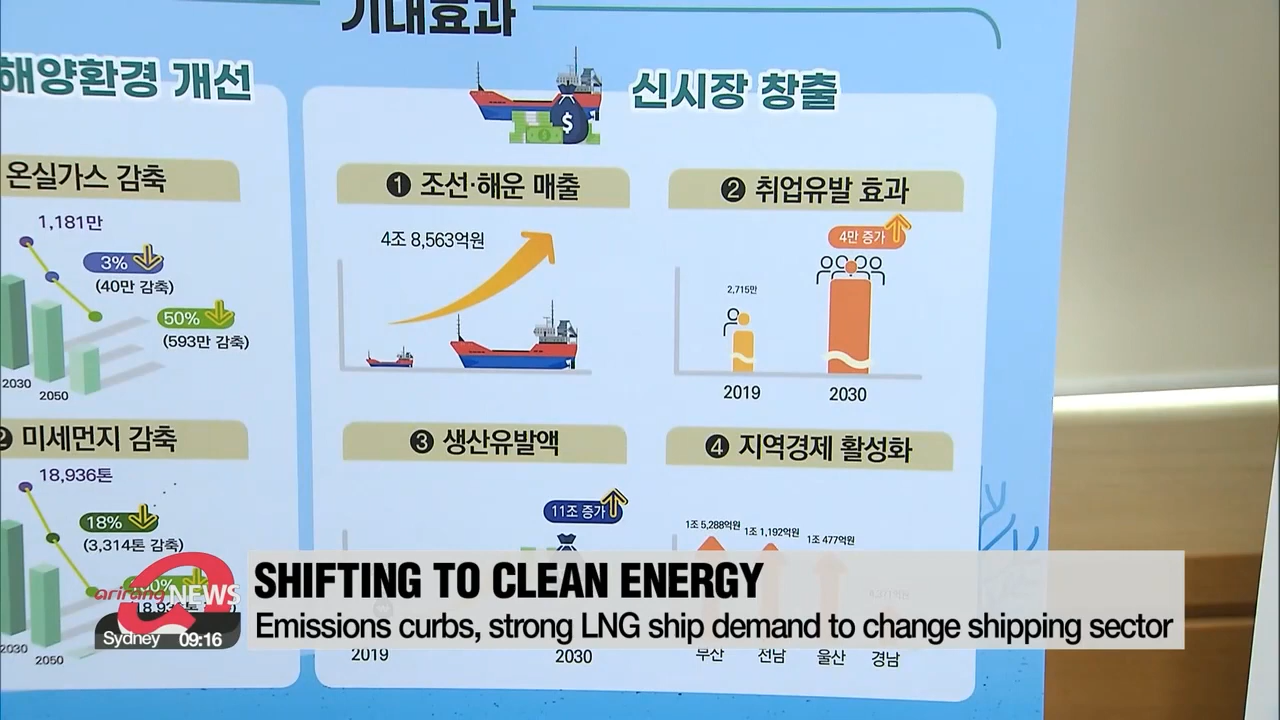 기대효과
해양환경 개선
신시장 창출
온실가스 감축
1,181만
3%
(40만 감축)
50%
(593만 감축)
2030
2050
❶ 조선·해운 매출
4조 8,563억원
❷ 취업유발 효과
4만 증가
2,715만
2019
2030
❷ 미세먼지 감축
18,936톤
18%
(3,314톤 감축)
2030
2050
❸ 생산유발액
11조 증가
2019
2030
❹ 지역경제 활성화
1조 5,288억원
1조 1,192억원
1조 477억원
부산
전남
울산
경남
arirang NEWS
Sydney 09:16
SHIFTING TO CLEAN ENERGY
Emissions curbs, strong LNG ship demand to change shipping sector